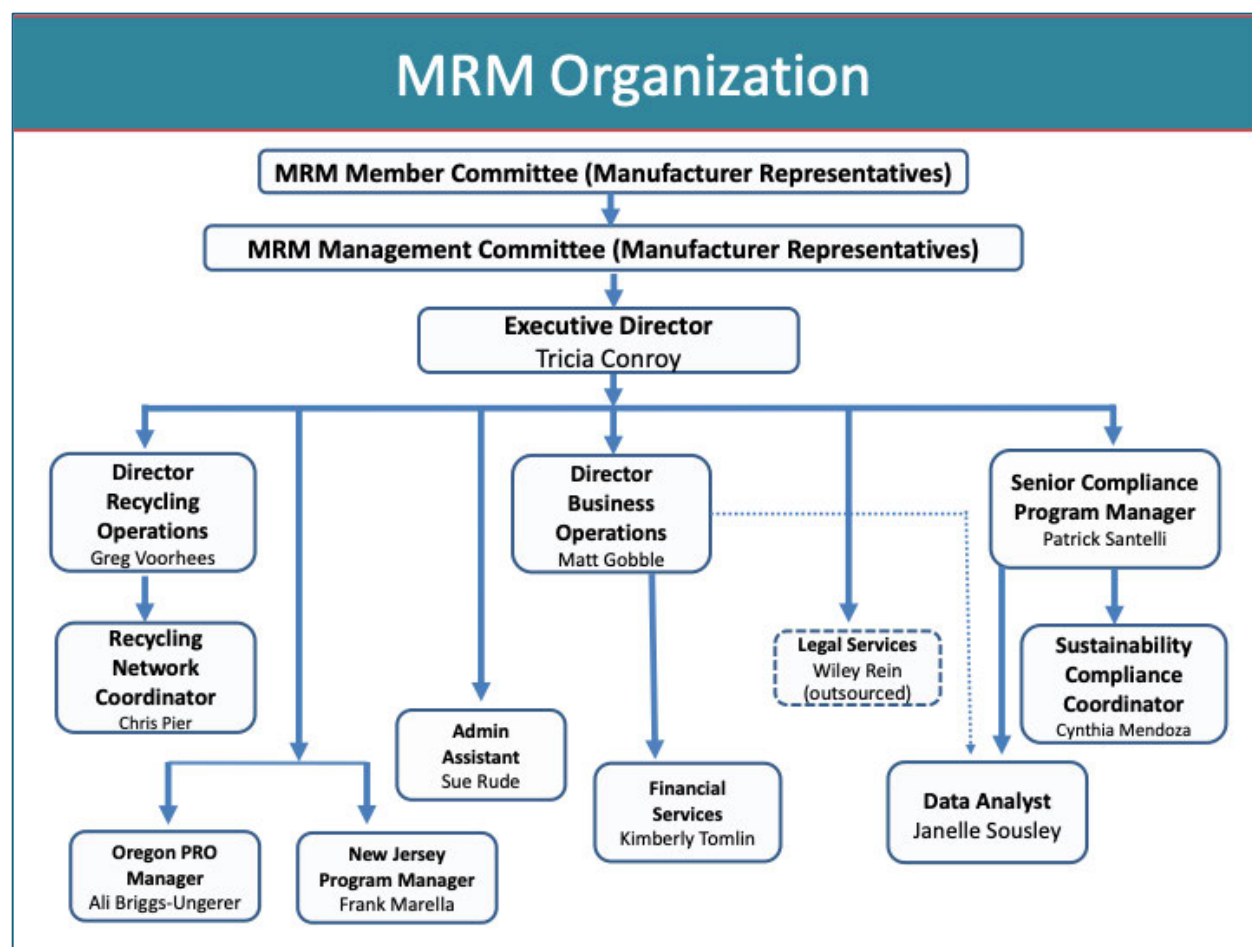 MRM Organization
MRM Member Committee (Manufacturer Representatives)
MRM Management Committee (Manufacturer Representatives)
Executive Director
Tricia Conroy
Director
Recycling
Operations
Greg Voorhees
Director
Business
Operations
Matt Gobble
Senior Compliance
Program Manager
Patrick Santelli
Recycling
Network
Coordinator
Chris Pier
Legal Services
Wiley Rein
(outsourced)
Sustainability
Compliance
Coordinator
Cynthia Mendoza
Admin
Assistant
Sue Rude
Financial
Services
Kimberly Tomlin
Data Analyst
Janelle Sousley
Oregon PRO
Manager
Ali Briggs-Ungerer
New Jersey
Program Manager
Frank Marella